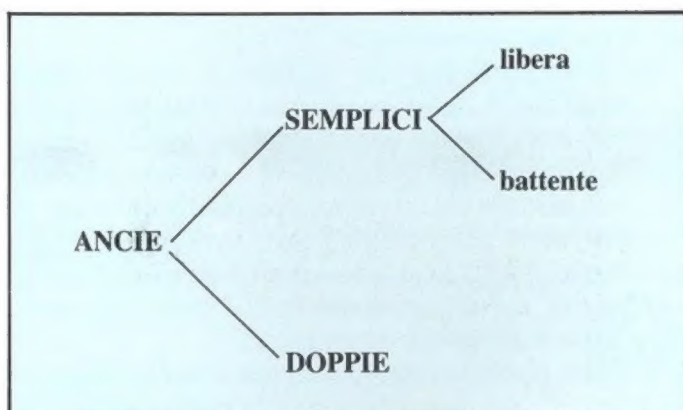 libera
SEMPLICI
battente
ANCIE
DOPPIE